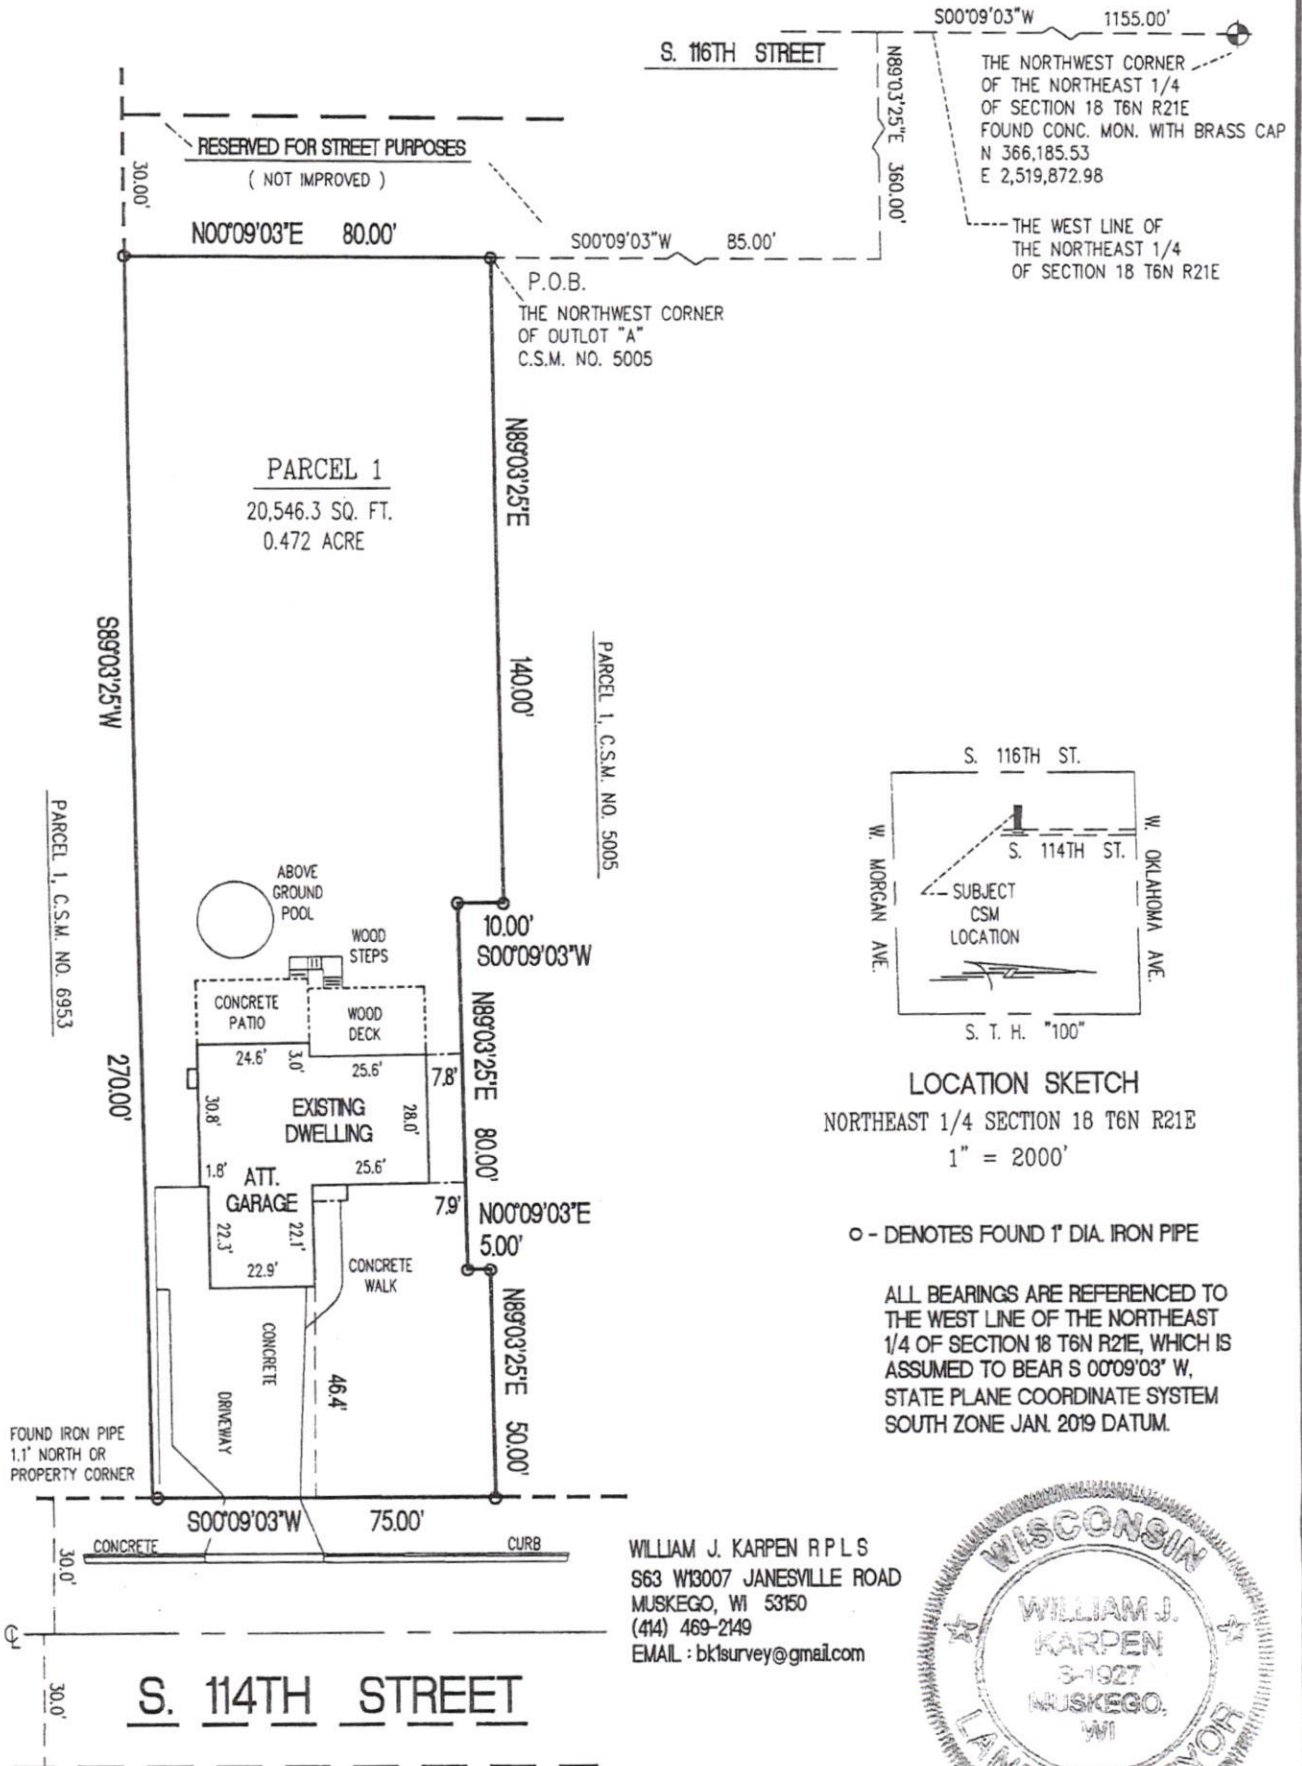 S00°09'03"W 1155.00'
S. 116TH STREET
N89°03'25"E 360.00'
THE NORTHWEST CORNER
OF THE NORTHEAST 1/4
OF SECTION 18 T6N R21E
FOUND CONC. MON. WITH BRASS CAP
N 366,185.53
E 2,519,872.98
THE WEST LINE OF
THE NORTHEAST 1/4
OF SECTION 18 T6N R21E
RESERVED FOR STREET PURPOSES
( NOT IMPROVED )
30.00'
N00°09'03"E 80.00'
S00°09'03"W 85.00'
P.O.B.
THE NORTHWEST CORNER
OF OUTLOT "A"
C.S.M. NO. 5005
N89°03'25"E 140.00'
PARCEL 1
20,546.3 SQ. FT.
0.472 ACRE
S89°03'25"W 270.00'
PARCEL 1, C.S.M. NO. 5005
PARCEL 1, C.S.M. NO. 6953
ABOVE
GROUND
POOL
WOOD
STEPS
10.00'
S00°09'03"W
CONCRETE
PATIO
WOOD
DECK
N89°03'25"E 80.00'
24.6'
3.0'
25.6'
7.8'
30.8'
EXISTING
DWELLING
28.0'
1.8'
ATT.
GARAGE
25.6'
7.9'
N00°09'03"E
5.00'
22.3'
22.1'
22.9'
CONCRETE
WALK
N89°03'25"E 50.00'
CONCRETE
DRIVEWAY
46.4'
FOUND IRON PIPE
1.1' NORTH OR
PROPERTY CORNER
S00°09'03"W 75.00'
CONCRETE
CURB
30.0'
℄
30.0'
S. 114TH STREET
S. 116TH ST.
W. MORGAN AVE.
W. OKLAHOMA AVE.
S. 114TH ST.
SUBJECT
CSM
LOCATION
S. T. H. "100"
LOCATION SKETCH
NORTHEAST 1/4 SECTION 18 T6N R21E
1" = 2000'
O - DENOTES FOUND 1" DIA. IRON PIPE
ALL BEARINGS ARE REFERENCED TO
THE WEST LINE OF THE NORTHEAST
1/4 OF SECTION 18 T6N R21E, WHICH IS
ASSUMED TO BEAR S 00°09'03" W,
STATE PLANE COORDINATE SYSTEM
SOUTH ZONE JAN. 2019 DATUM.
WILLIAM J. KARPEN R P L S
S63 W13007 JANESVILLE ROAD
MUSKEGO, WI 53150
(414) 469-2149
EMAIL : bk1survey@gmail.com
WISCONSIN
WILLIAM J.
KARPEN
S-1927
MUSKEGO,
WI